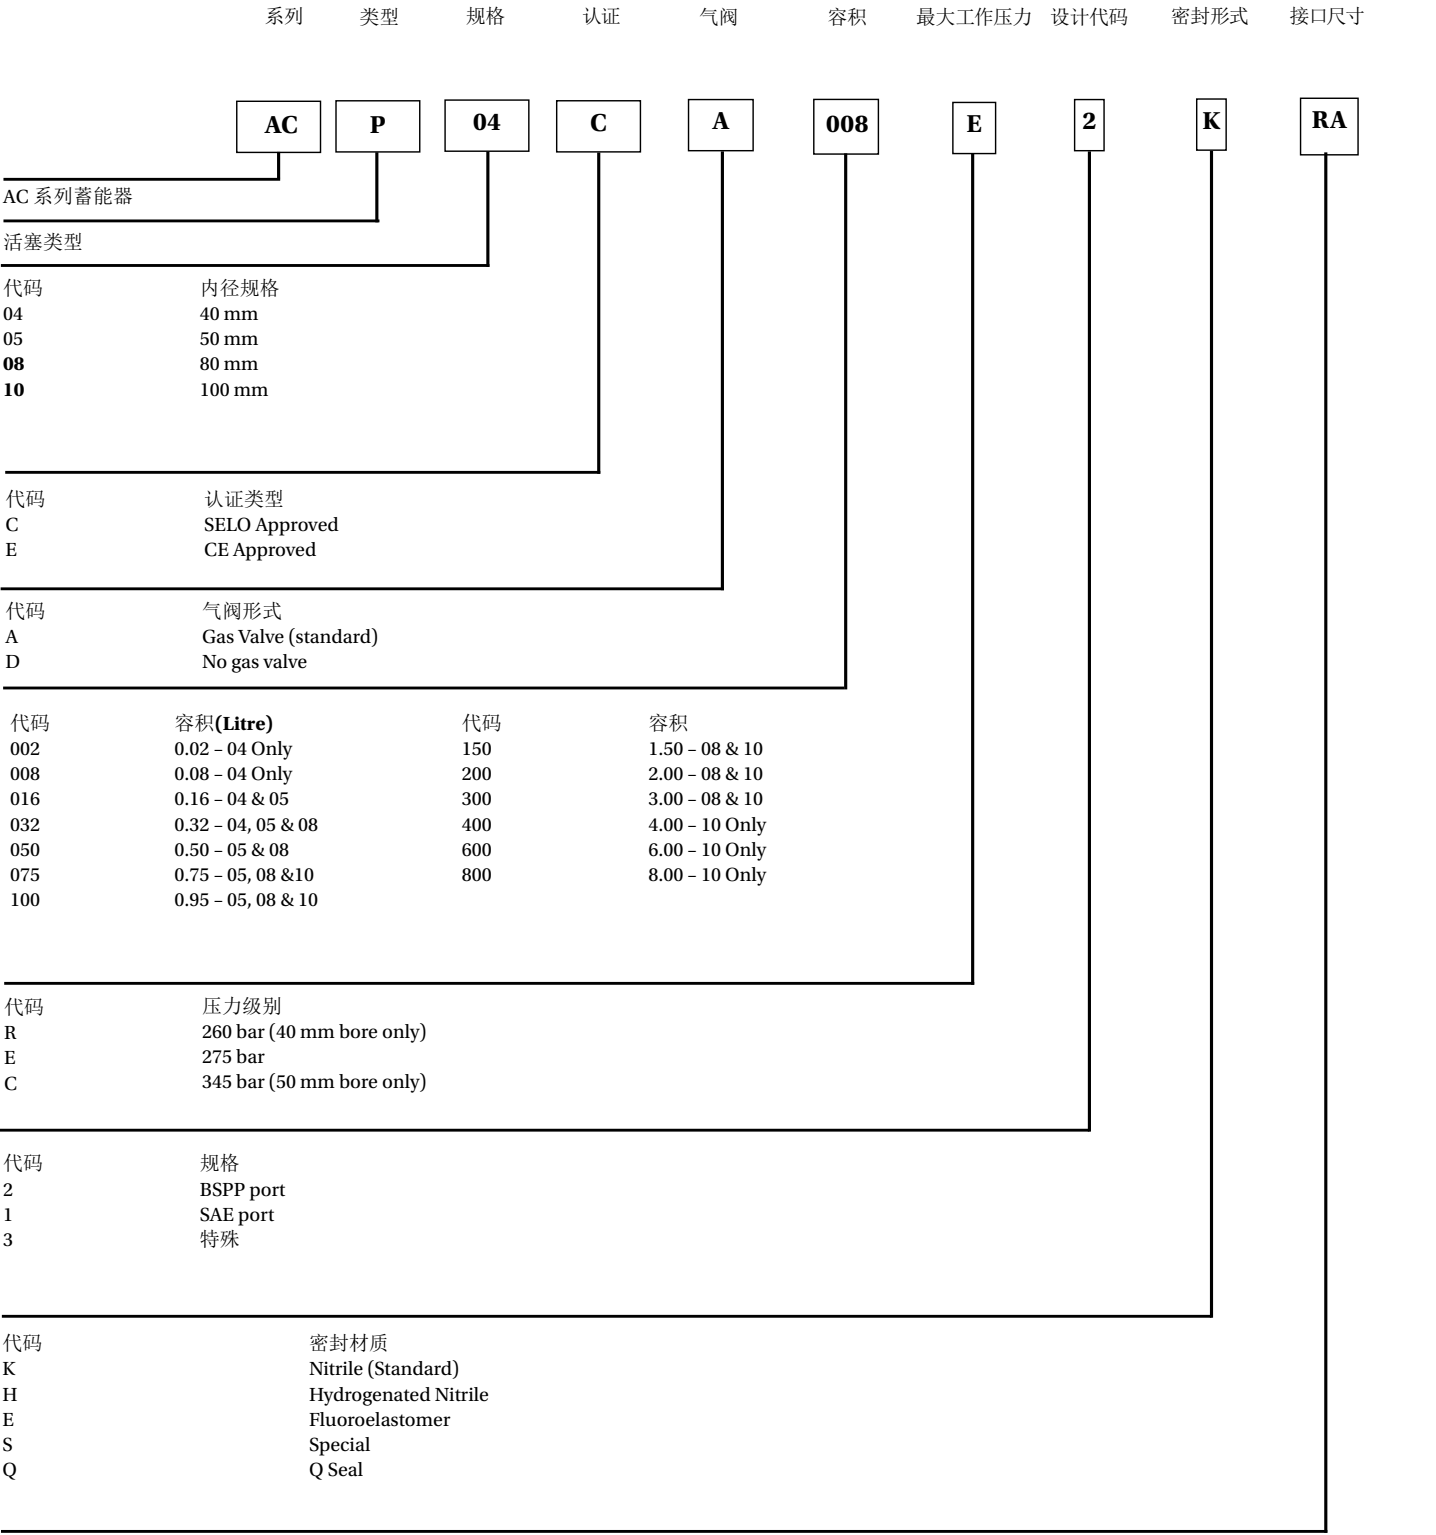 系列 类型 规格 认证 气阀 容积 最大工作压力 设计代码 密封形式 接口尺寸
AC P 04 C A 008 E 2 K RA
AC 系列蓄能器
活塞类型
代码 内径规格
04 40 mm
05 50 mm
08 80 mm
10 100 mm
代码 认证类型
C SELO Approved
E CE Approved
代码 气阀形式
A Gas Valve (standard)
D No gas valve
代码 容积(Litre) 代码 容积
002 0.02 – 04 Only 150 1.50 – 08 & 10
008 0.08 – 04 Only 200 2.00 – 08 & 10
016 0.16 – 04 & 05 300 3.00 – 08 & 10
032 0.32 – 04, 05 & 08 400 4.00 – 10 Only
050 0.50 – 05 & 08 600 6.00 – 10 Only
075 0.75 – 05, 08 &10 800 8.00 – 10 Only
100 0.95 – 05, 08 & 10
代码 压力级别
R 260 bar (40 mm bore only)
E 275 bar
C 345 bar (50 mm bore only)
代码 规格
2 BSPP port
1 SAE port
3 特殊
代码 密封材质
K Nitrile (Standard)
H Hydrogenated Nitrile
E Fluoroelastomer
S Special
Q Q Seal